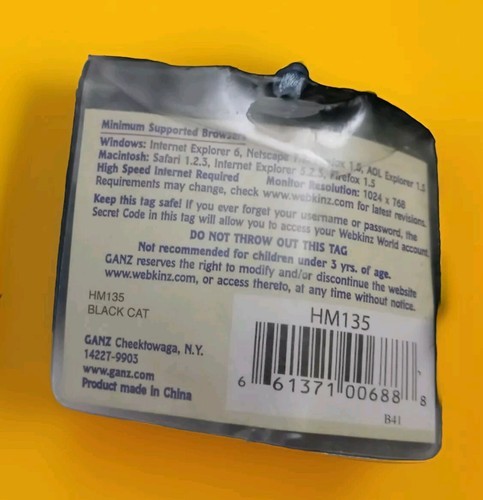 Minimum Supported Browsers
Windows: Internet Explorer 6, Netscape 1.5, AOL Explorer 1.5
Macintosh: Safari 1.2.3, Internet Explorer 5.2.3, Firefox 1.5
High Speed Internet Required Monitor Resolution: 1024 x 768
Requirements may change, check www.webkinz.com for latest revisions.
Keep this tag safe! If you ever forget your username or password, the
Secret Code in this tag will allow you to access your Webkinz World account.
DO NOT THROW OUT THIS TAG
Not recommended for children under 3 yrs. of age.
GANZ reserves the right to modify and/or discontinue the website
www.webkinz.com, or access thereto, at any time without notice.
HM135
BLACK CAT
GANZ Cheektowaga, N.Y.
14227-9903
www.ganz.com
Product made in China
HM135
6 61371 00688 8
B41